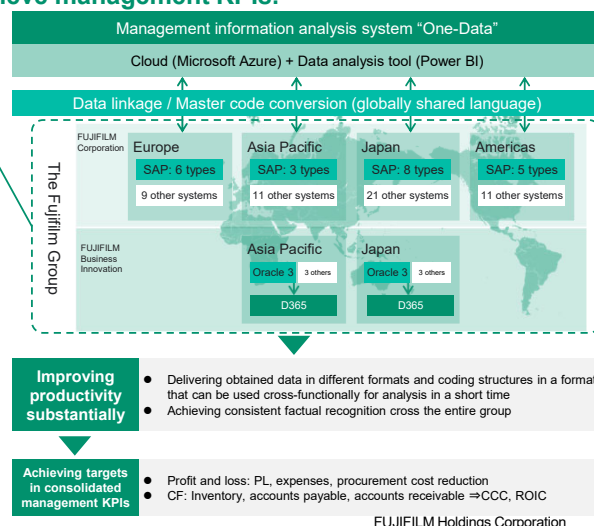 ieve management KPIs.
Management information analysis system “One-Data”
Cloud (Microsoft Azure) + Data analysis tool (Power BI)
Data linkage / Master code conversion (globally shared language)
The Fujifilm Group
FUJIFILM
Corporation
Europe
SAP: 6 types
9 other systems
Asia Pacific
SAP: 3 types
11 other systems
Japan
SAP: 8 types
21 other systems
Americas
SAP: 5 types
11 other systems
FUJIFILM
Business
Innovation
Asia Pacific
Oracle 3
3 others
D365
Japan
Oracle 3
3 others
D365
Improving
productivity
substantially
● Delivering obtained data in different formats and coding structures in a format
that can be used cross-functionally for analysis in a short time
● Achieving consistent factual recognition cross the entire group
Achieving targets
in consolidated
management KPIs
● Profit and loss: PL, expenses, procurement cost reduction
● CF: Inventory, accounts payable, accounts receivable ⇒CCC, ROIC
FUJIFILM Holdings Corporation